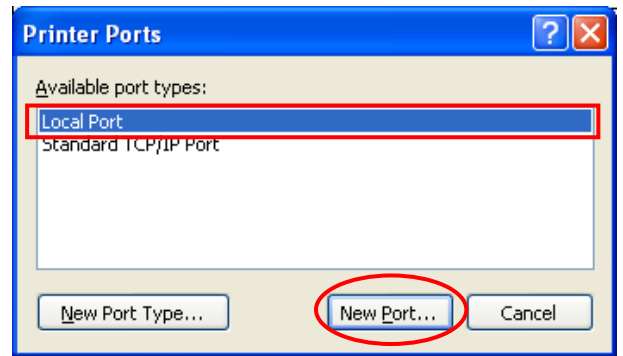 Printer Ports
Available port types:
Local Port
Standard TCP/IP Port
New Port Type... New Port... Cancel